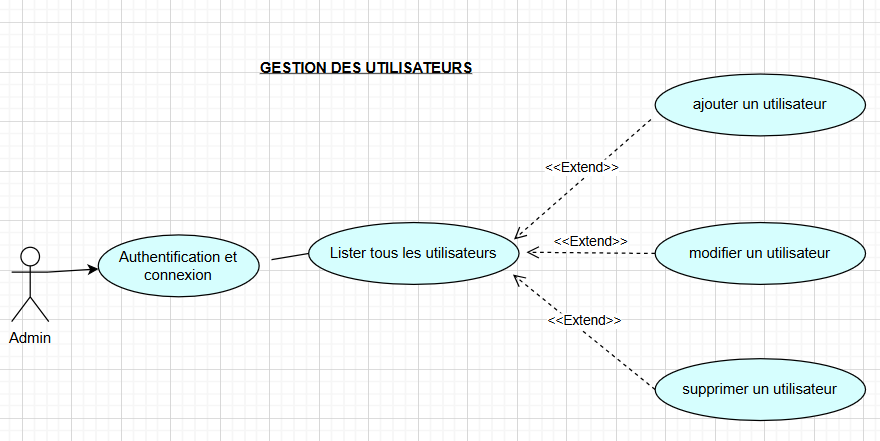 GESTION DES UTILISATEURS
ajouter un utilisateur
<<Extend>>
Authentification et
connexion
Lister tous les utilisateurs
<<Extend>>
modifier un utilisateur
<<Extend>>
Admin
supprimer un utilisateur